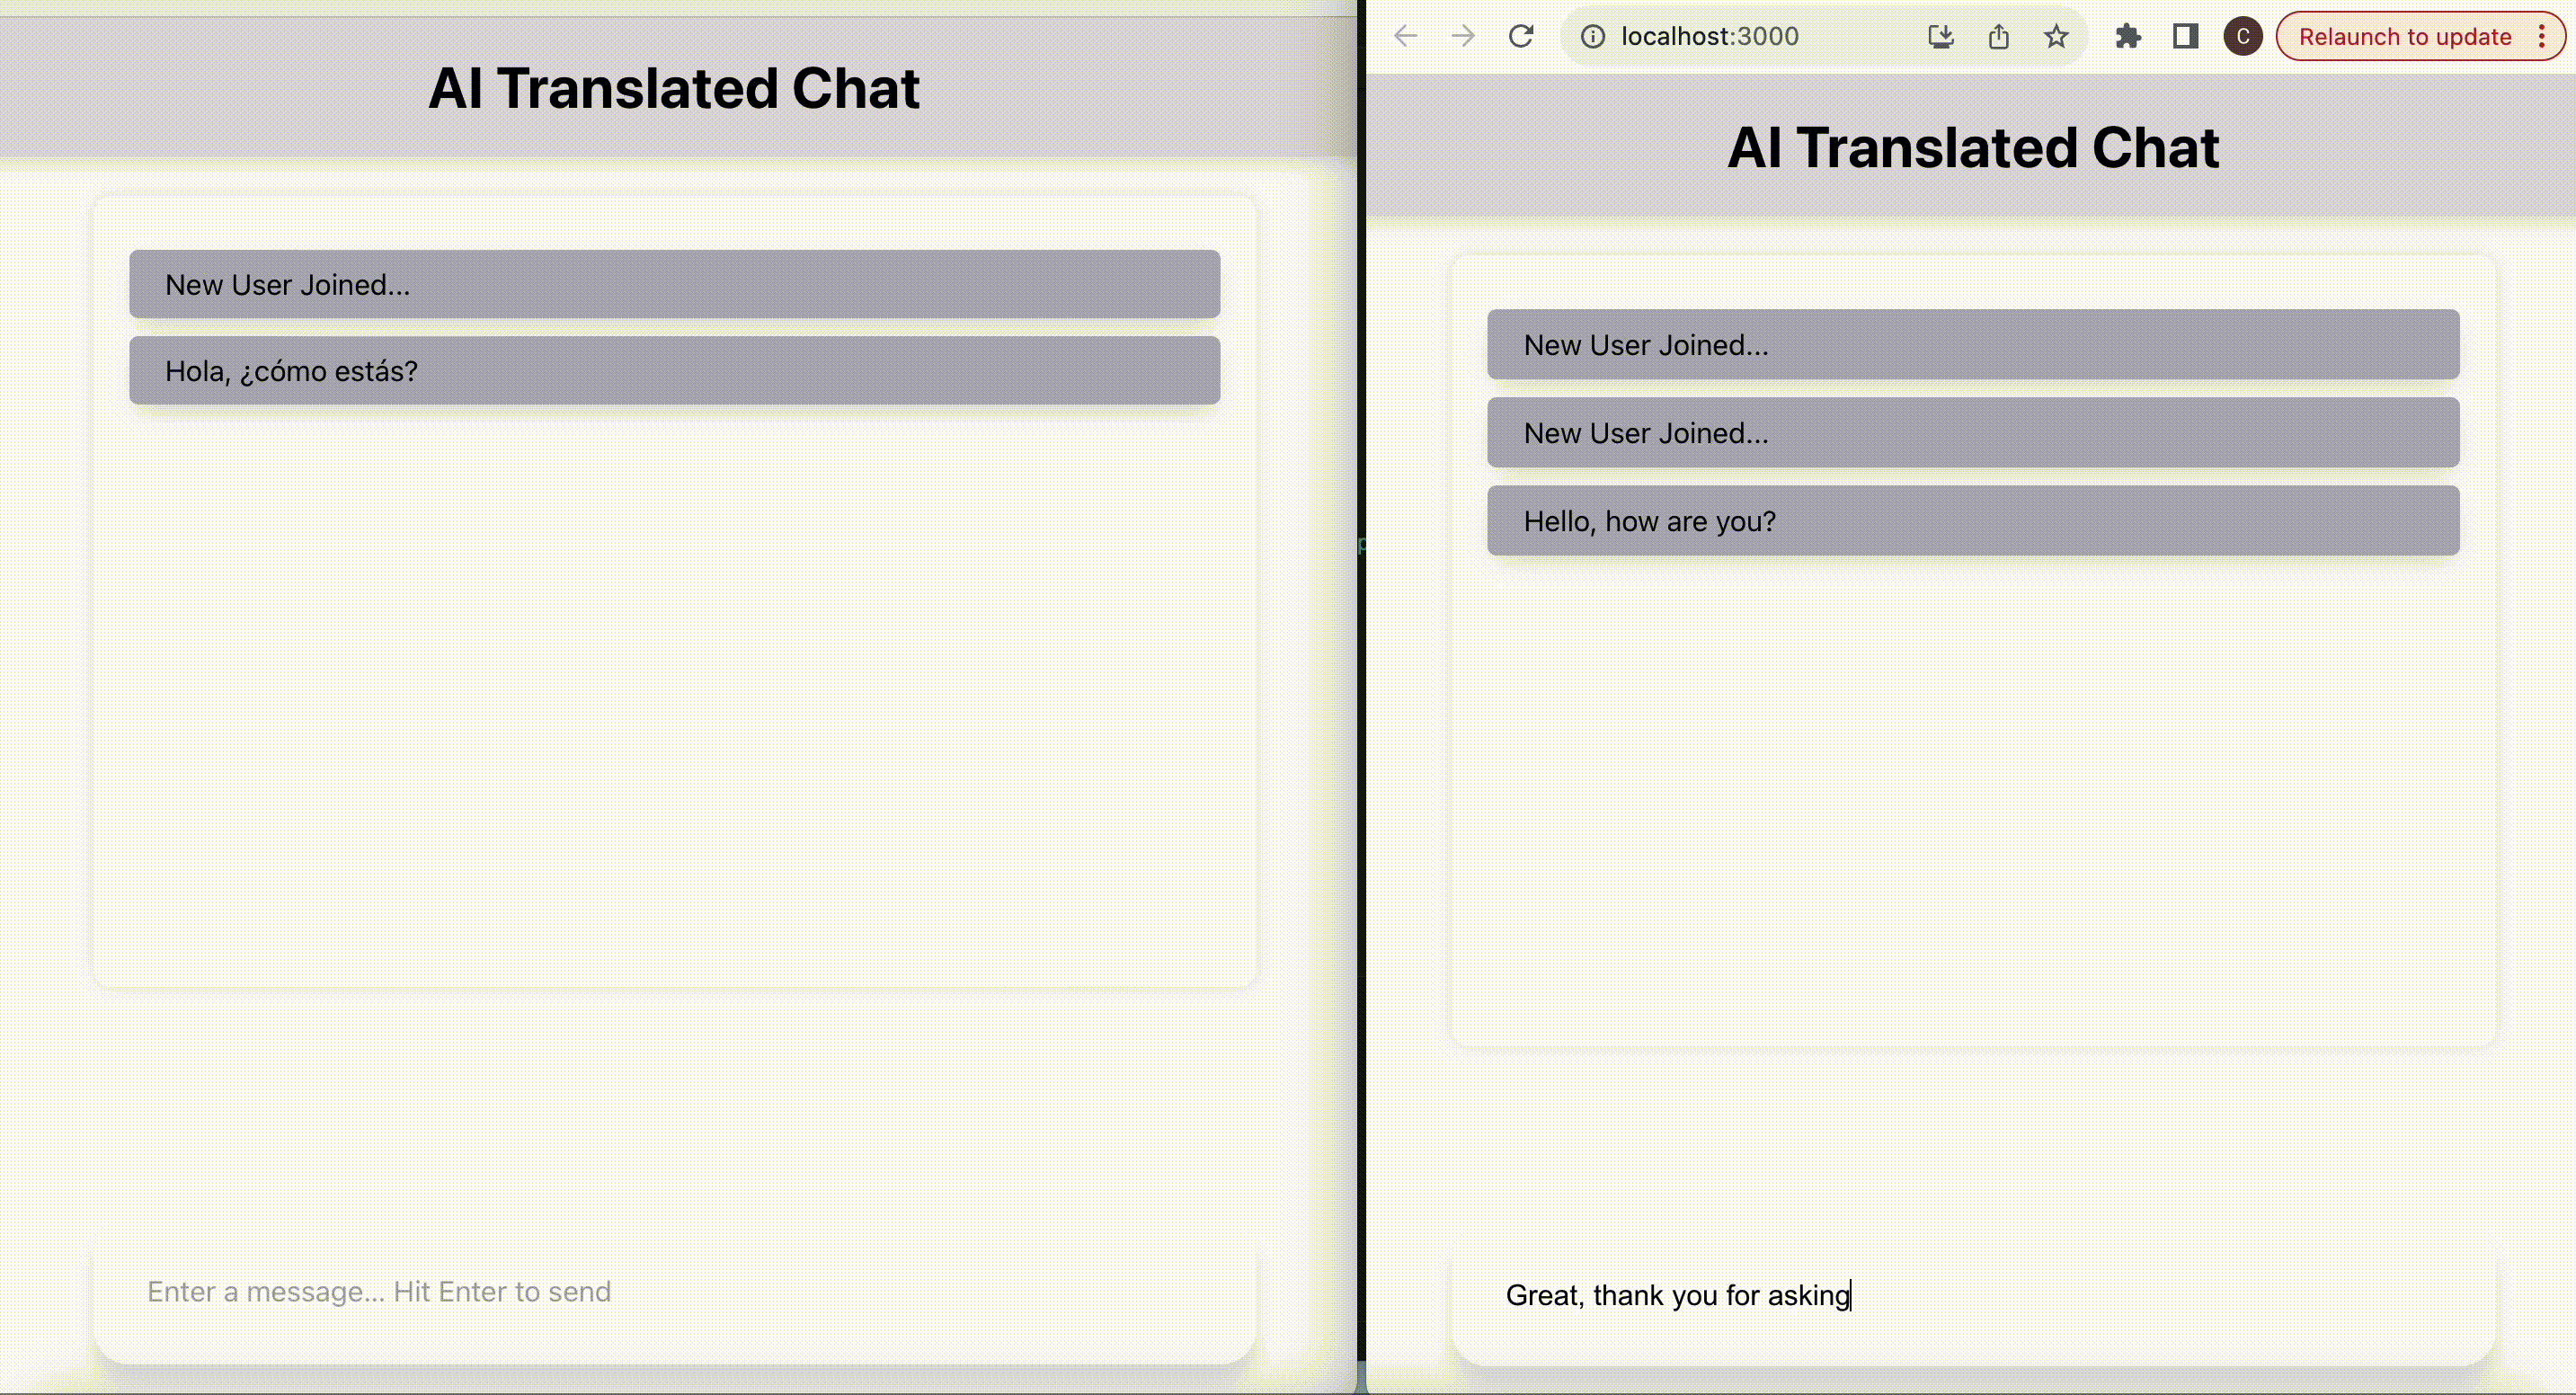 AI Translated Chat
New User Joined...
Hola, ¿cómo estás?
Enter a message... Hit Enter to send
localhost:3000
C
Relaunch to update
AI Translated Chat
New User Joined...
New User Joined...
Hello, how are you?
Great, thank you for asking